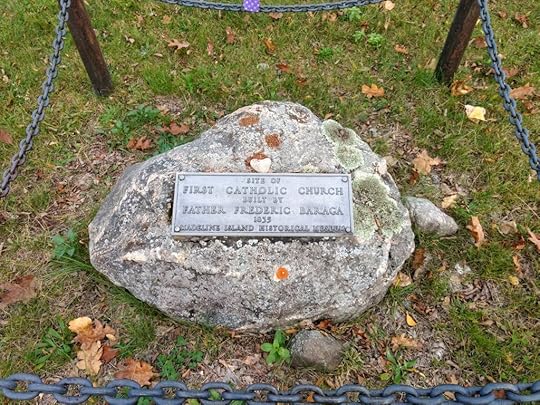 SITE OF
FIRST CATHOLIC CHURCH
BUILT BY
FATHER FREDERIC BARAGA
1835
MADELINE ISLAND HISTORICAL MUSEUM